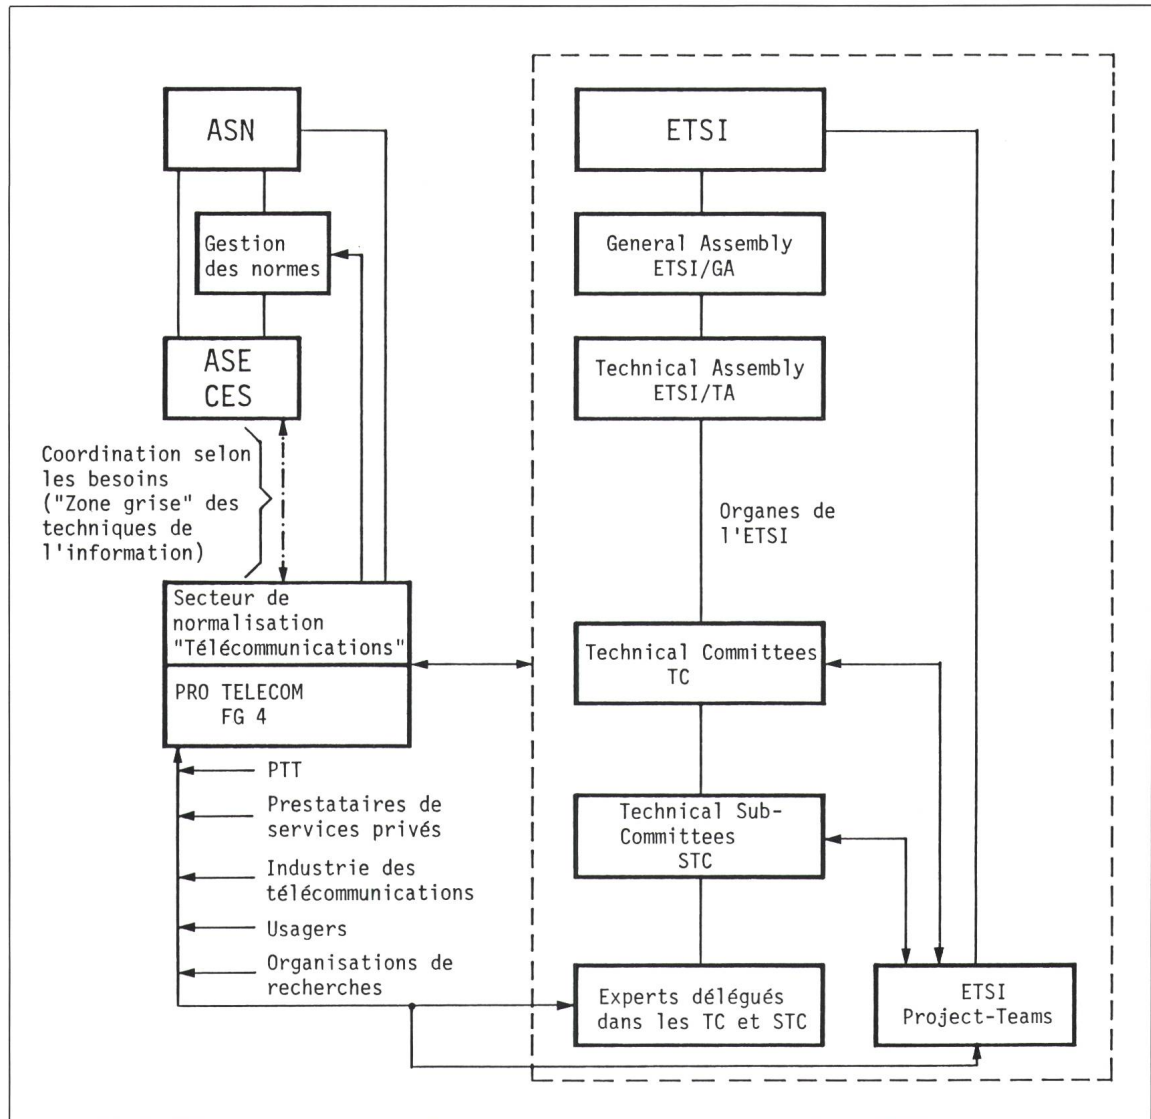 ASN
Gestion
des normes
ASE
CES
Coordination selon
les besoins
("Zone grise" des
techniques de
l'information)
Secteur de
normalisation
"Télécommunications"
PRO TELECOM
FG 4
PTT
Prestataires de
services privés
Industrie des
télécommunications
Usagers
Organisations de
recherches
ETSI
General Assembly
ETSI/GA
Technical Assembly
ETSI/TA
Organes de
l'ETSI
Technical Committees
TC
Technical Sub-
Committees
STC
Experts délégués
dans les TC et STC
ETSI
Project-Teams